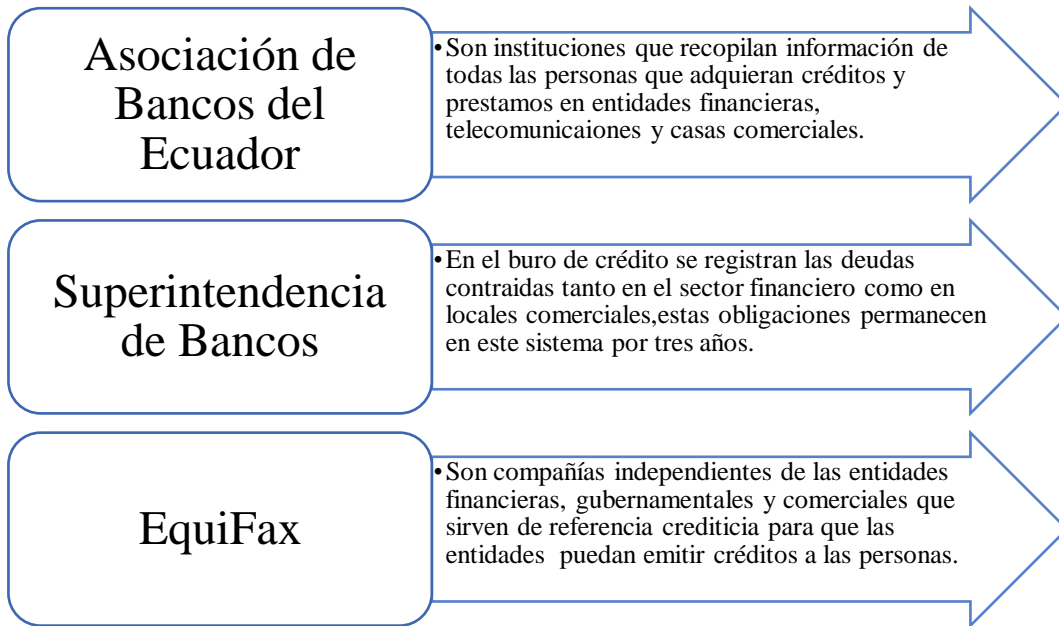 Asociación de
Bancos del
Ecuador
•Son instituciones que recopilan información de
todas las personas que adquieran créditos y
prestamos en entidades financieras,
telecomunicaiones y casas comerciales.
Superintendencia
de Bancos
•En el buro de crédito se registran las deudas
contraidas tanto en el sector financiero como en
locales comerciales,estas obligaciones permanecen
en este sistema por tres años.
EquiFax
•Son compañías independientes de las entidades
financieras, gubernamentales y comerciales que
sirven de referencia crediticia para que las
entidades puedan emitir créditos a las personas.